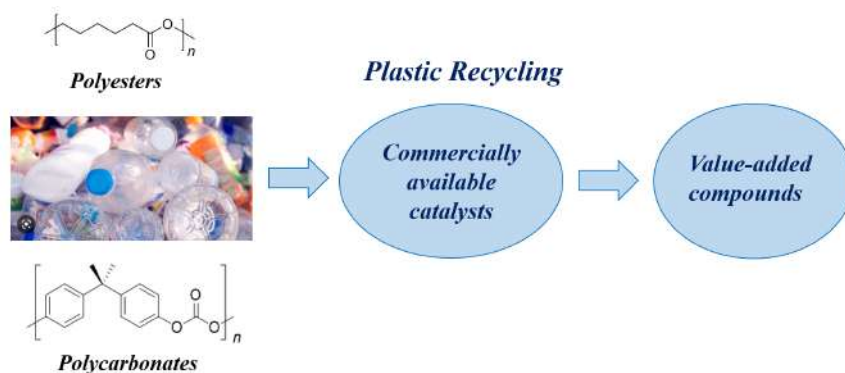 O
O
n
Polyesters
Plastic Recycling
Commercially
available
catalysts
Value-added
compounds
O
O
O
n
Polycarbonates